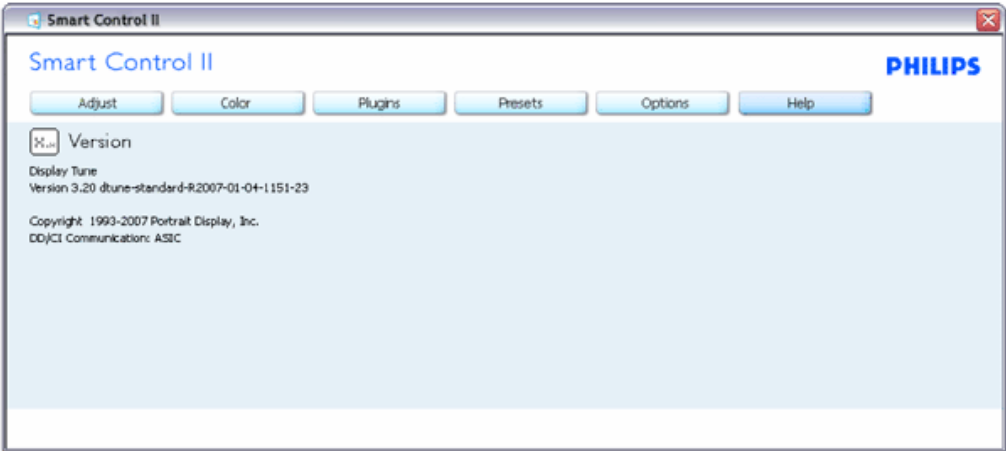 Smart Control II
Smart Control II
PHILIPS
Adjust Color Plugins Presets Options Help
X.x Version
Display Tune
Version 3.20 dtune-standard-R2007-01-04-1151-23
Copyright 1993-2007 Portrait Display, Inc.
DD/CI Communication: ASIC